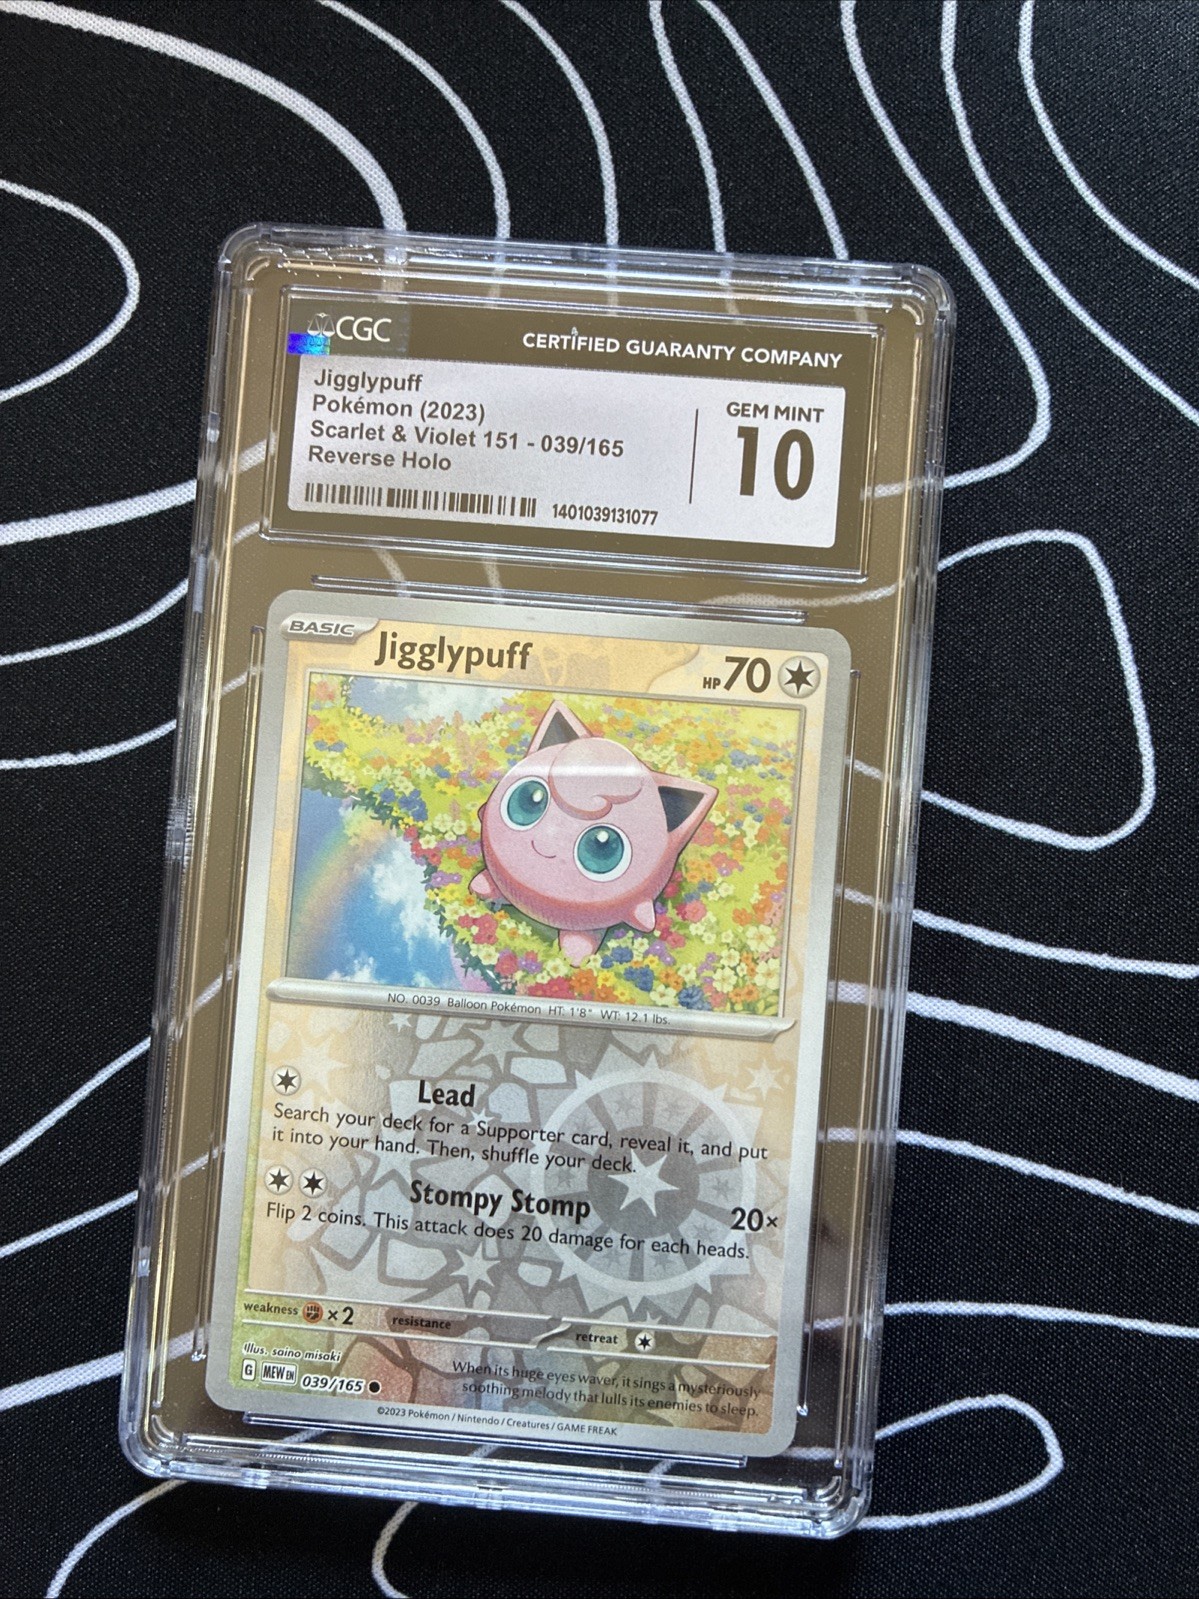 CGC
CERTIFIED GUARANTY COMPANY
Jigglypuff
Pokémon (2023)
Scarlet & Violet 151 - 039/165
Reverse Holo
1401039131077
GEM MINT
10
BASIC
Jigglypuff
HP 70
NO. 0039 Balloon Pokémon HT: 1'8" WT: 12.1 lbs.
Lead
Search your deck for a Supporter card, reveal it, and put
it into your hand. Then, shuffle your deck.
Stompy Stomp 20×
Flip 2 coins. This attack does 20 damage for each heads.
weakness ×2 resistance retreat
Illus. saino misaki
G MEW EN 039/165
When its huge eyes waver, it sings a mysteriously
soothing melody that lulls its enemies to sleep.
©2023 Pokémon / Nintendo / Creatures / GAME FREAK